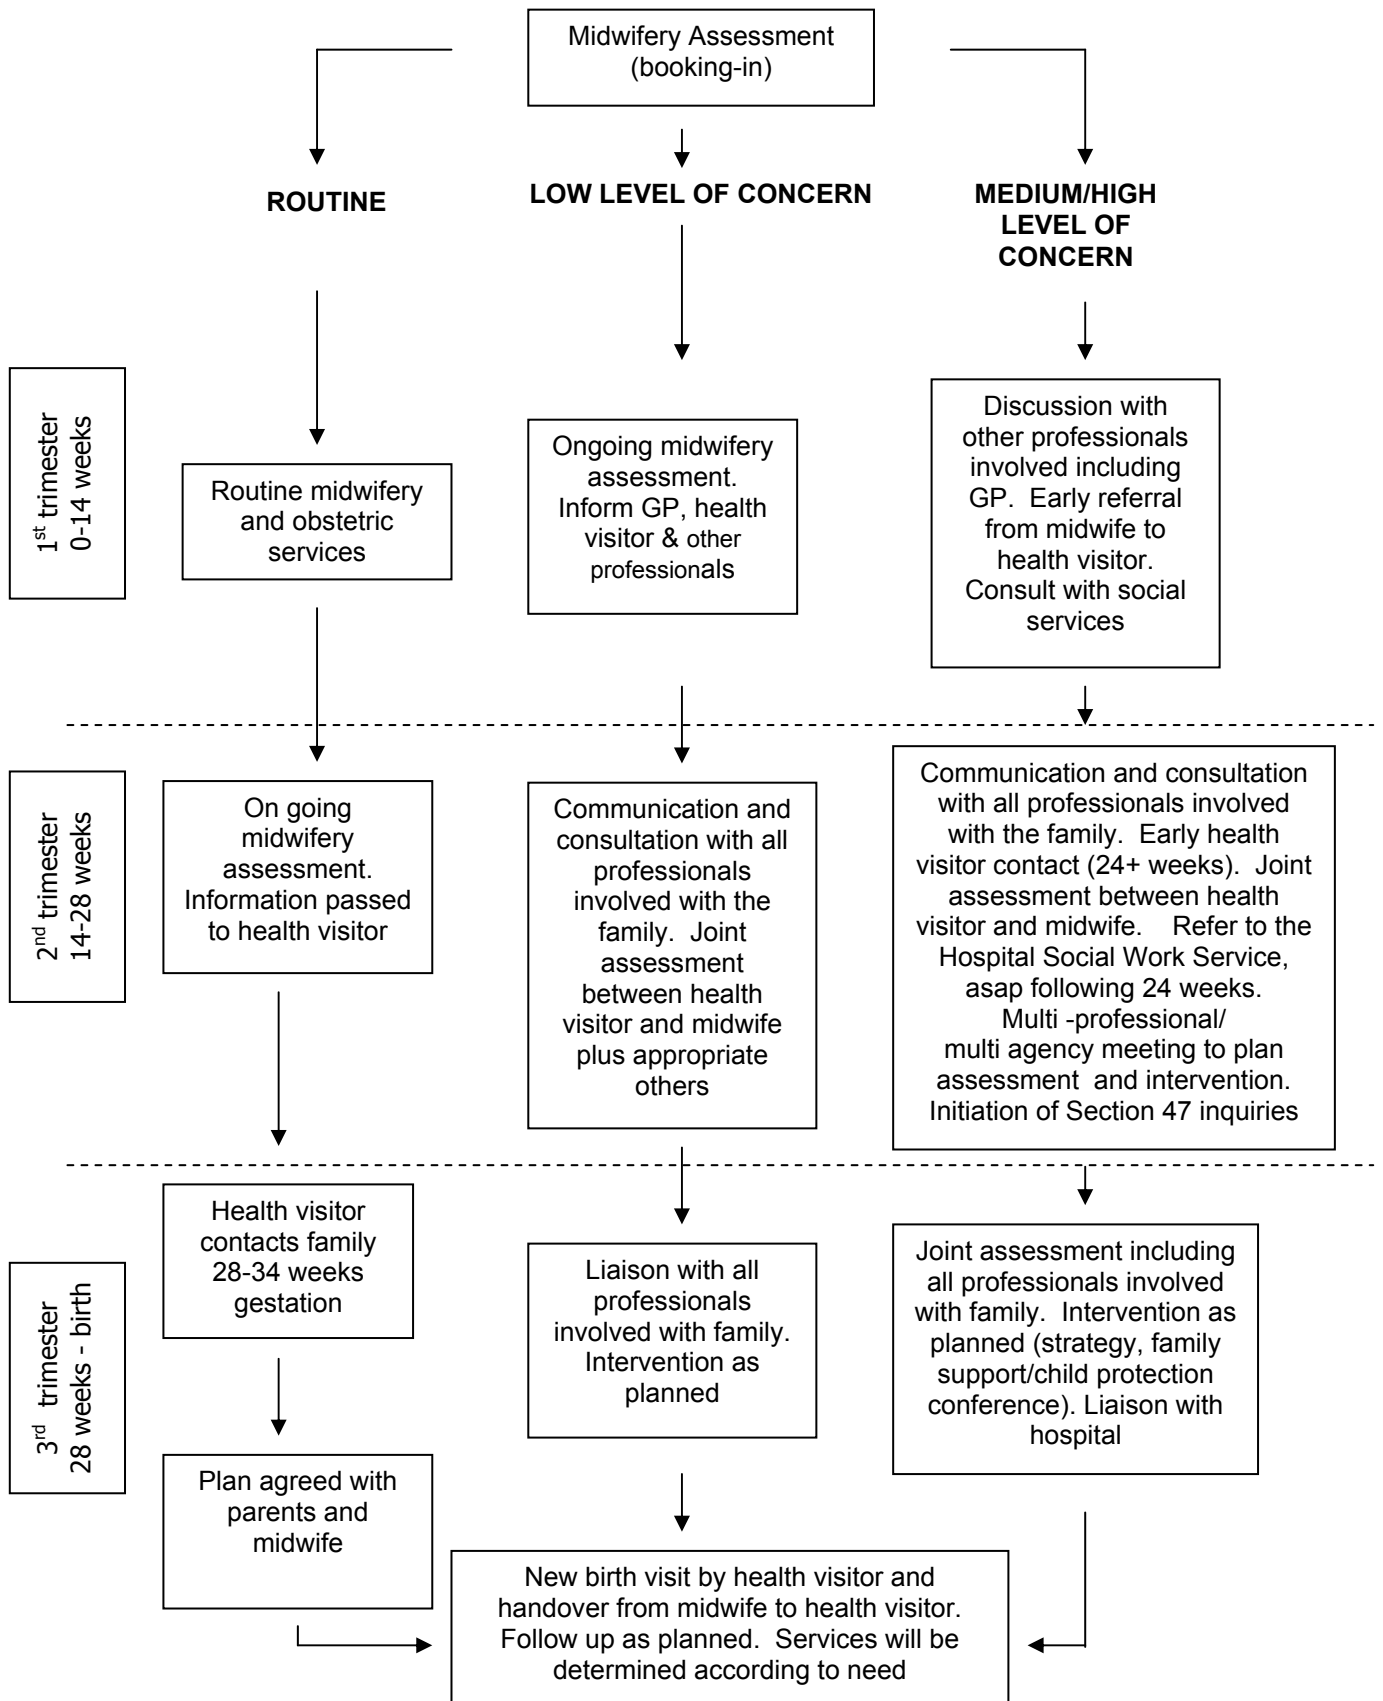 Midwifery Assessment
(booking-in)
ROUTINE
LOW LEVEL OF CONCERN
MEDIUM/HIGH
LEVEL OF
CONCERN
1st trimester
0-14 weeks
Routine midwifery
and obstetric
services
Ongoing midwifery
assessment.
Inform GP, health
visitor & other
professionals
Discussion with
other professionals
involved including
GP.  Early referral
from midwife to
health visitor.
Consult with social
services
2nd trimester
14-28 weeks
On going
midwifery
assessment.
Information passed
to health visitor
Communication and
consultation with all
professionals
involved with the
family.  Joint
assessment
between health
visitor and midwife
plus appropriate
others
Communication and consultation
with all professionals involved
with the family.  Early health
visitor contact (24+ weeks).  Joint
assessment between health
visitor and midwife.    Refer to the
Hospital Social Work Service,
asap following 24 weeks.
Multi -professional/
multi agency meeting to plan
assessment  and intervention.
Initiation of Section 47 inquiries
3rd  trimester
28 weeks - birth
Health visitor
contacts family
28-34 weeks
gestation
Plan agreed with
parents and
midwife
Liaison with all
professionals
involved with family.
Intervention as
planned
Joint assessment including
all professionals involved
with family.  Intervention as
planned (strategy, family
support/child protection
conference). Liaison with
hospital
New birth visit by health visitor and
handover from midwife to health visitor.
Follow up as planned.  Services will be
determined according to need